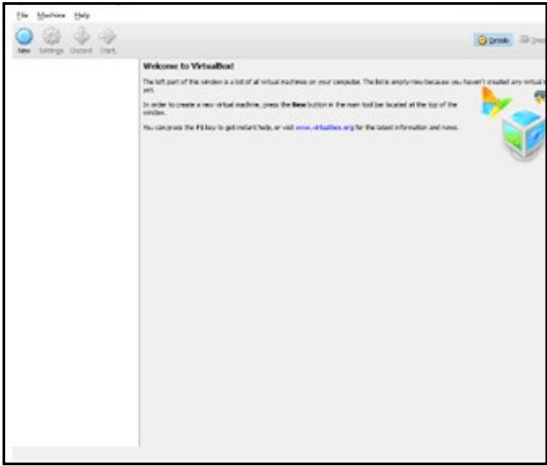 File Machine Help
New Settings Discard Start
Details
Welcome to VirtualBox!
The left part of this window is a list of all virtual machines on your computer. The list is empty now because you haven't created any virtual
yet.
In order to create a new virtual machine, press the New button in the main tool bar located at the top of the
window.
You can press the F1 key to get instant help, or visit www.virtualbox.org for the latest information and news.